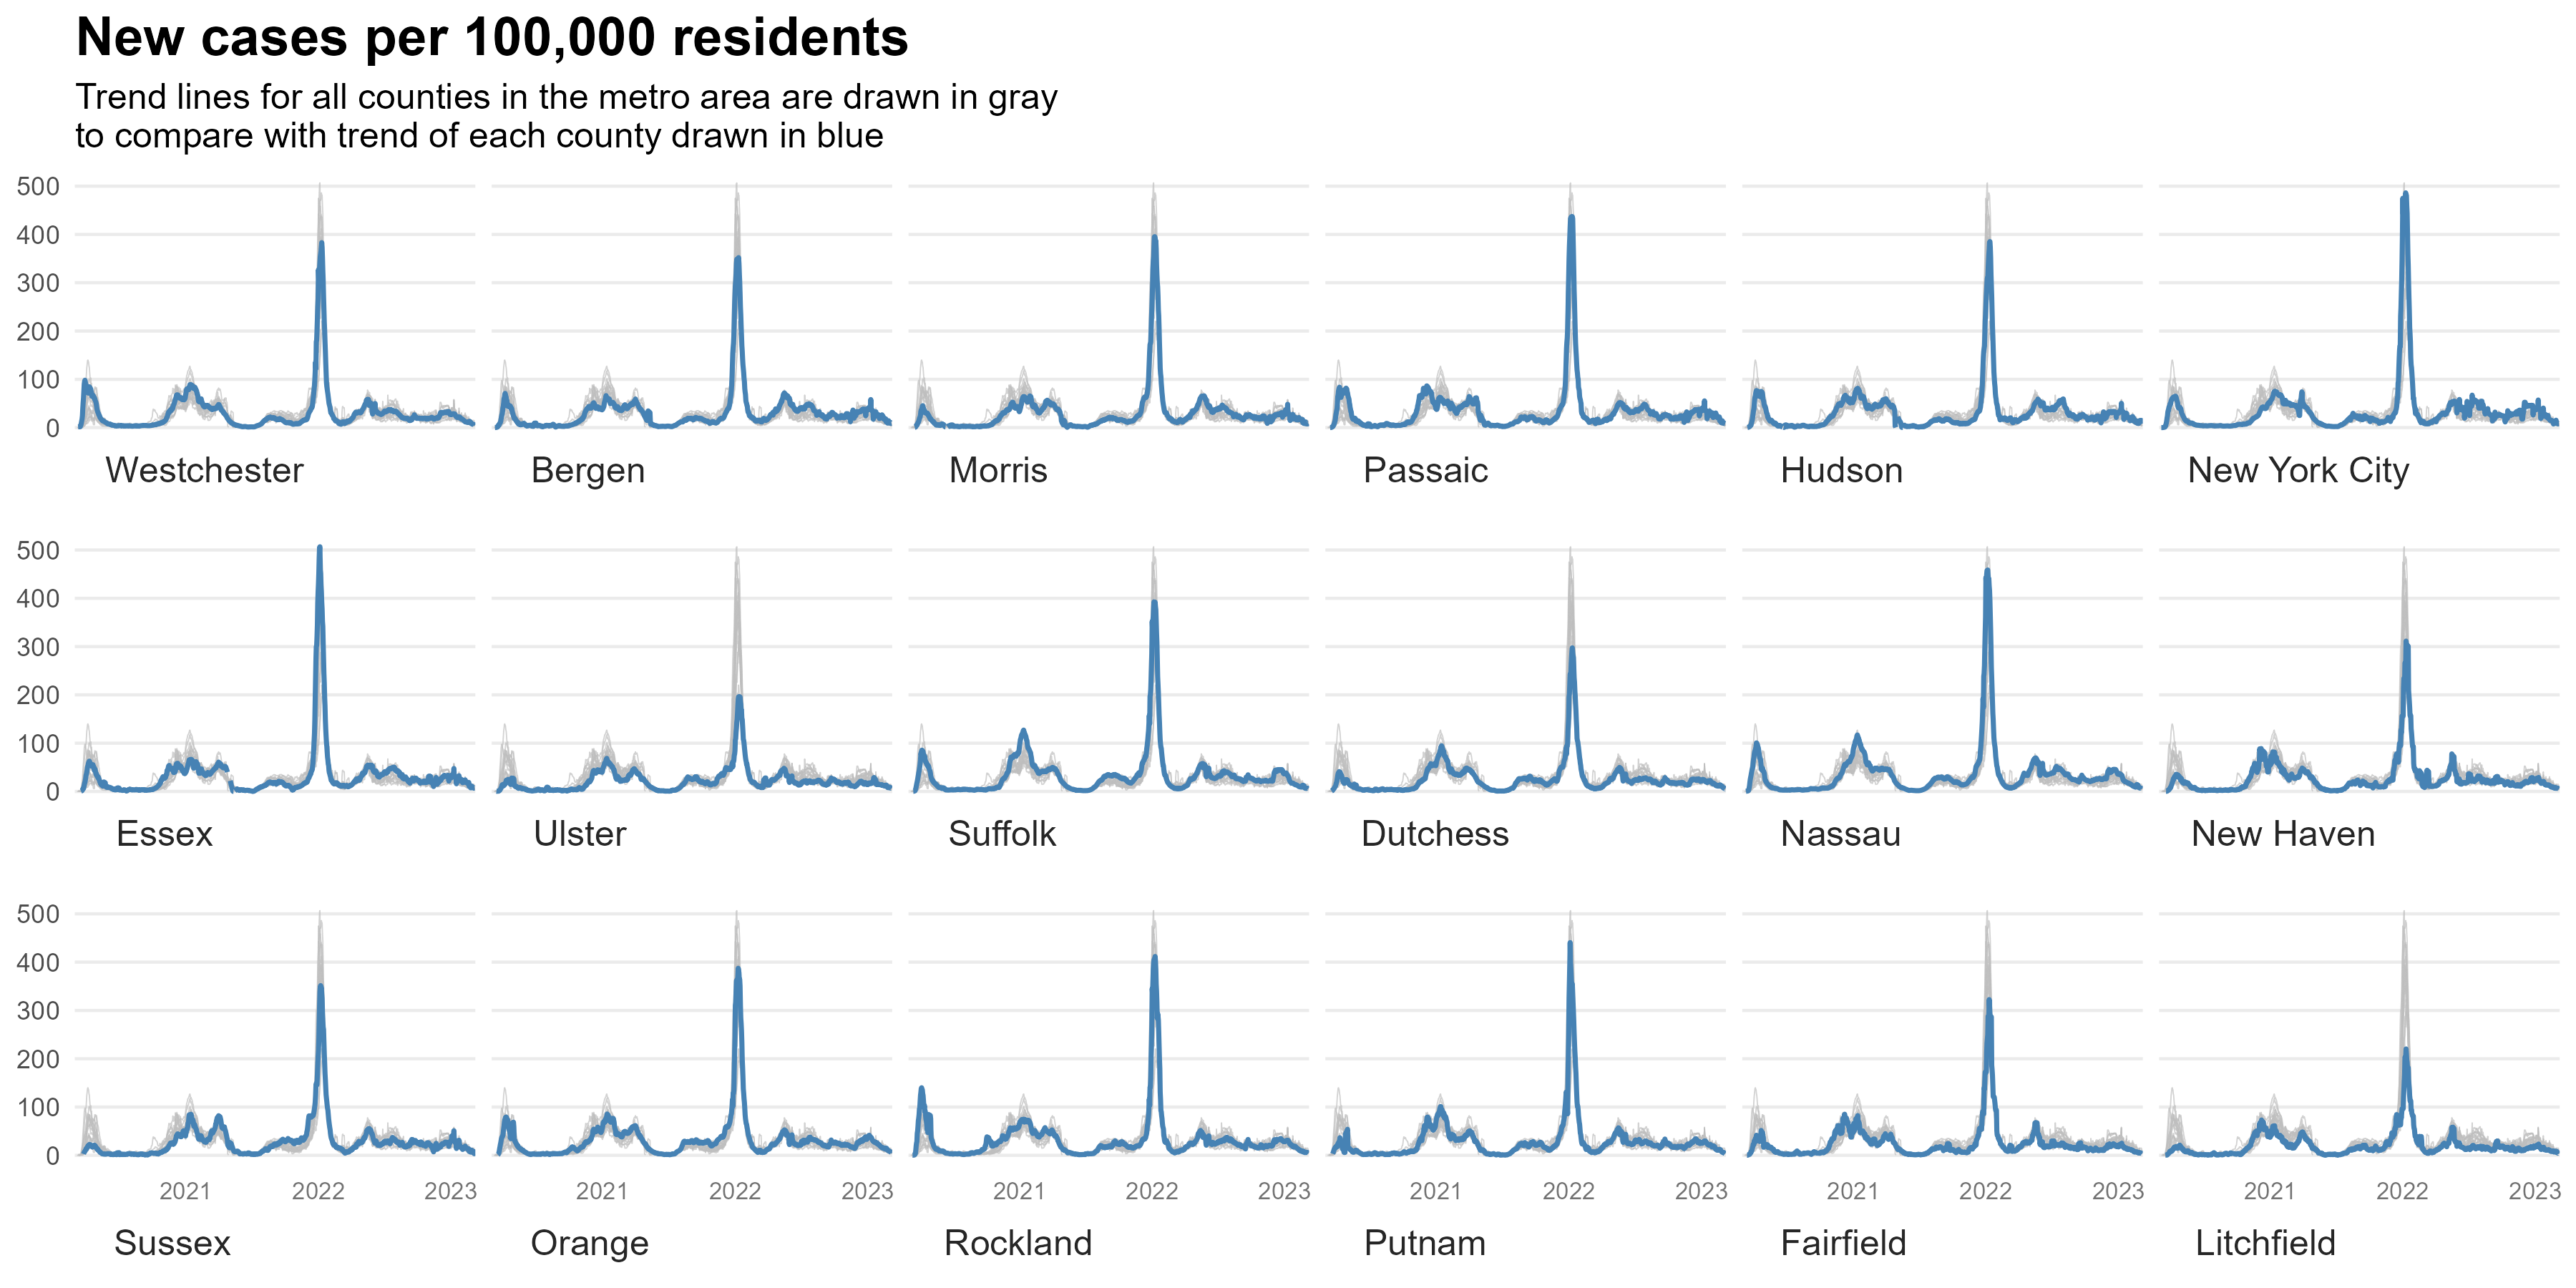 New cases per 100,000 residents
Trend lines for all counties in the metro area are drawn in gray
to compare with trend of each county drawn in blue
500
400
300
200
100
0
Westchester Bergen Morris Passaic Hudson New York City
500
400
300
200
100
0
Essex Ulster Suffolk Dutchess Nassau New Haven
500
400
300
200
100
0
2021 2022 2023 2021 2022 2023 2021 2022 2023 2021 2022 2023 2021 2022 2023 2021 2022 2023
Sussex Orange Rockland Putnam Fairfield Litchfield